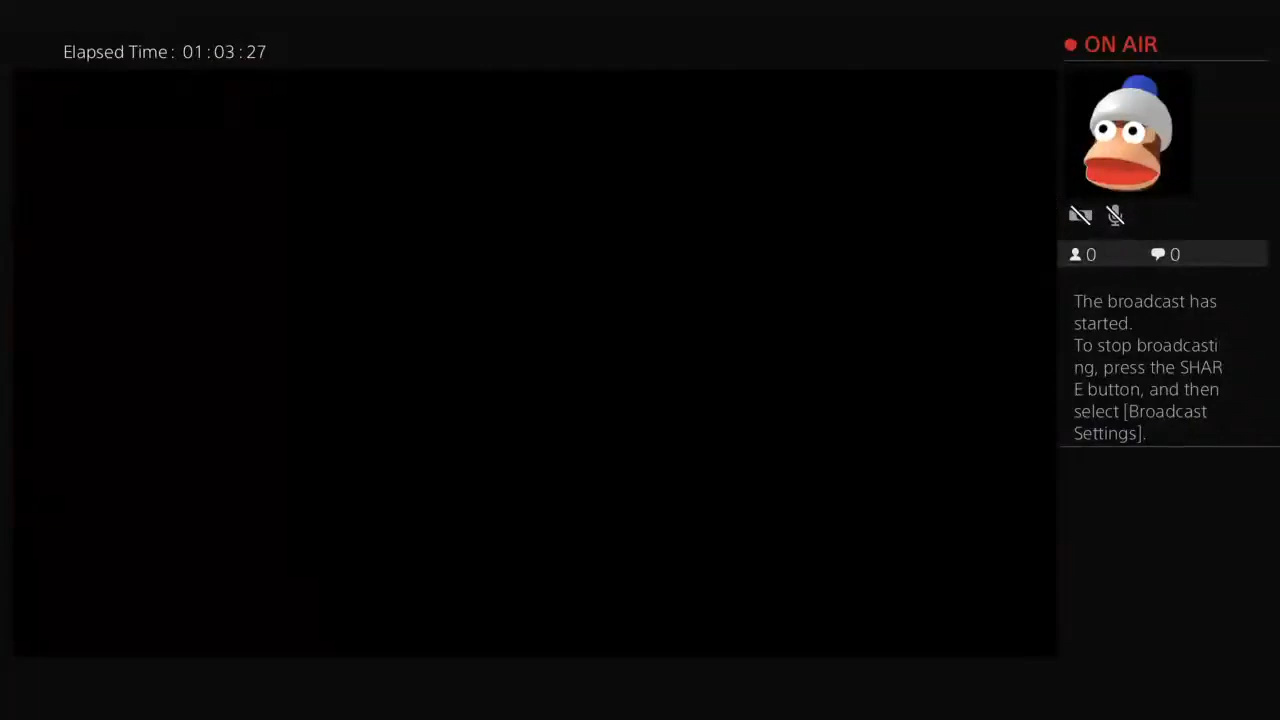 Elapsed Time: 01:03:27
ON AIR
0 0
The broadcast has
started.
To stop broadcasti
ng, press the SHAR
E button, and then
select [Broadcast
Settings].